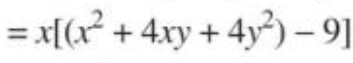 = x[(x² + 4xy + 4y²) – 9]